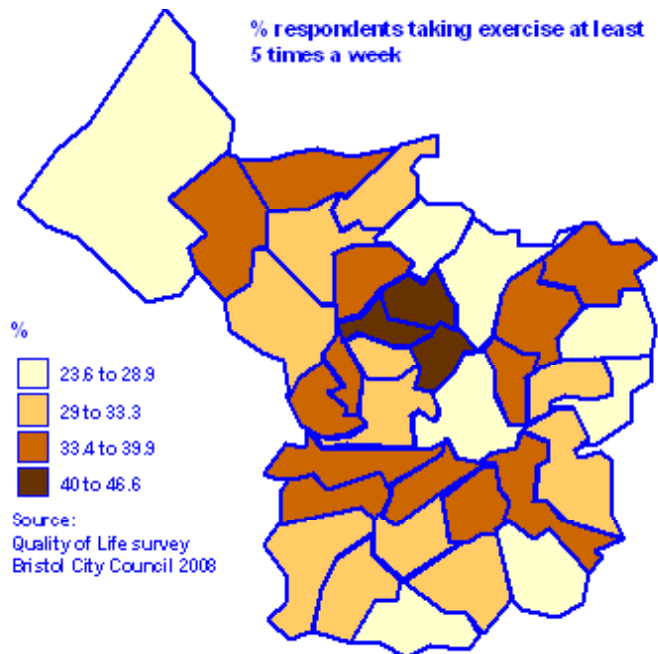 % respondents taking exercise at least
5 times a week
%
23.6 to 28.9
29 to 33.3
33.4 to 39.9
40 to 46.6
Source:
Quality of Life survey
Bristol City Council 2008